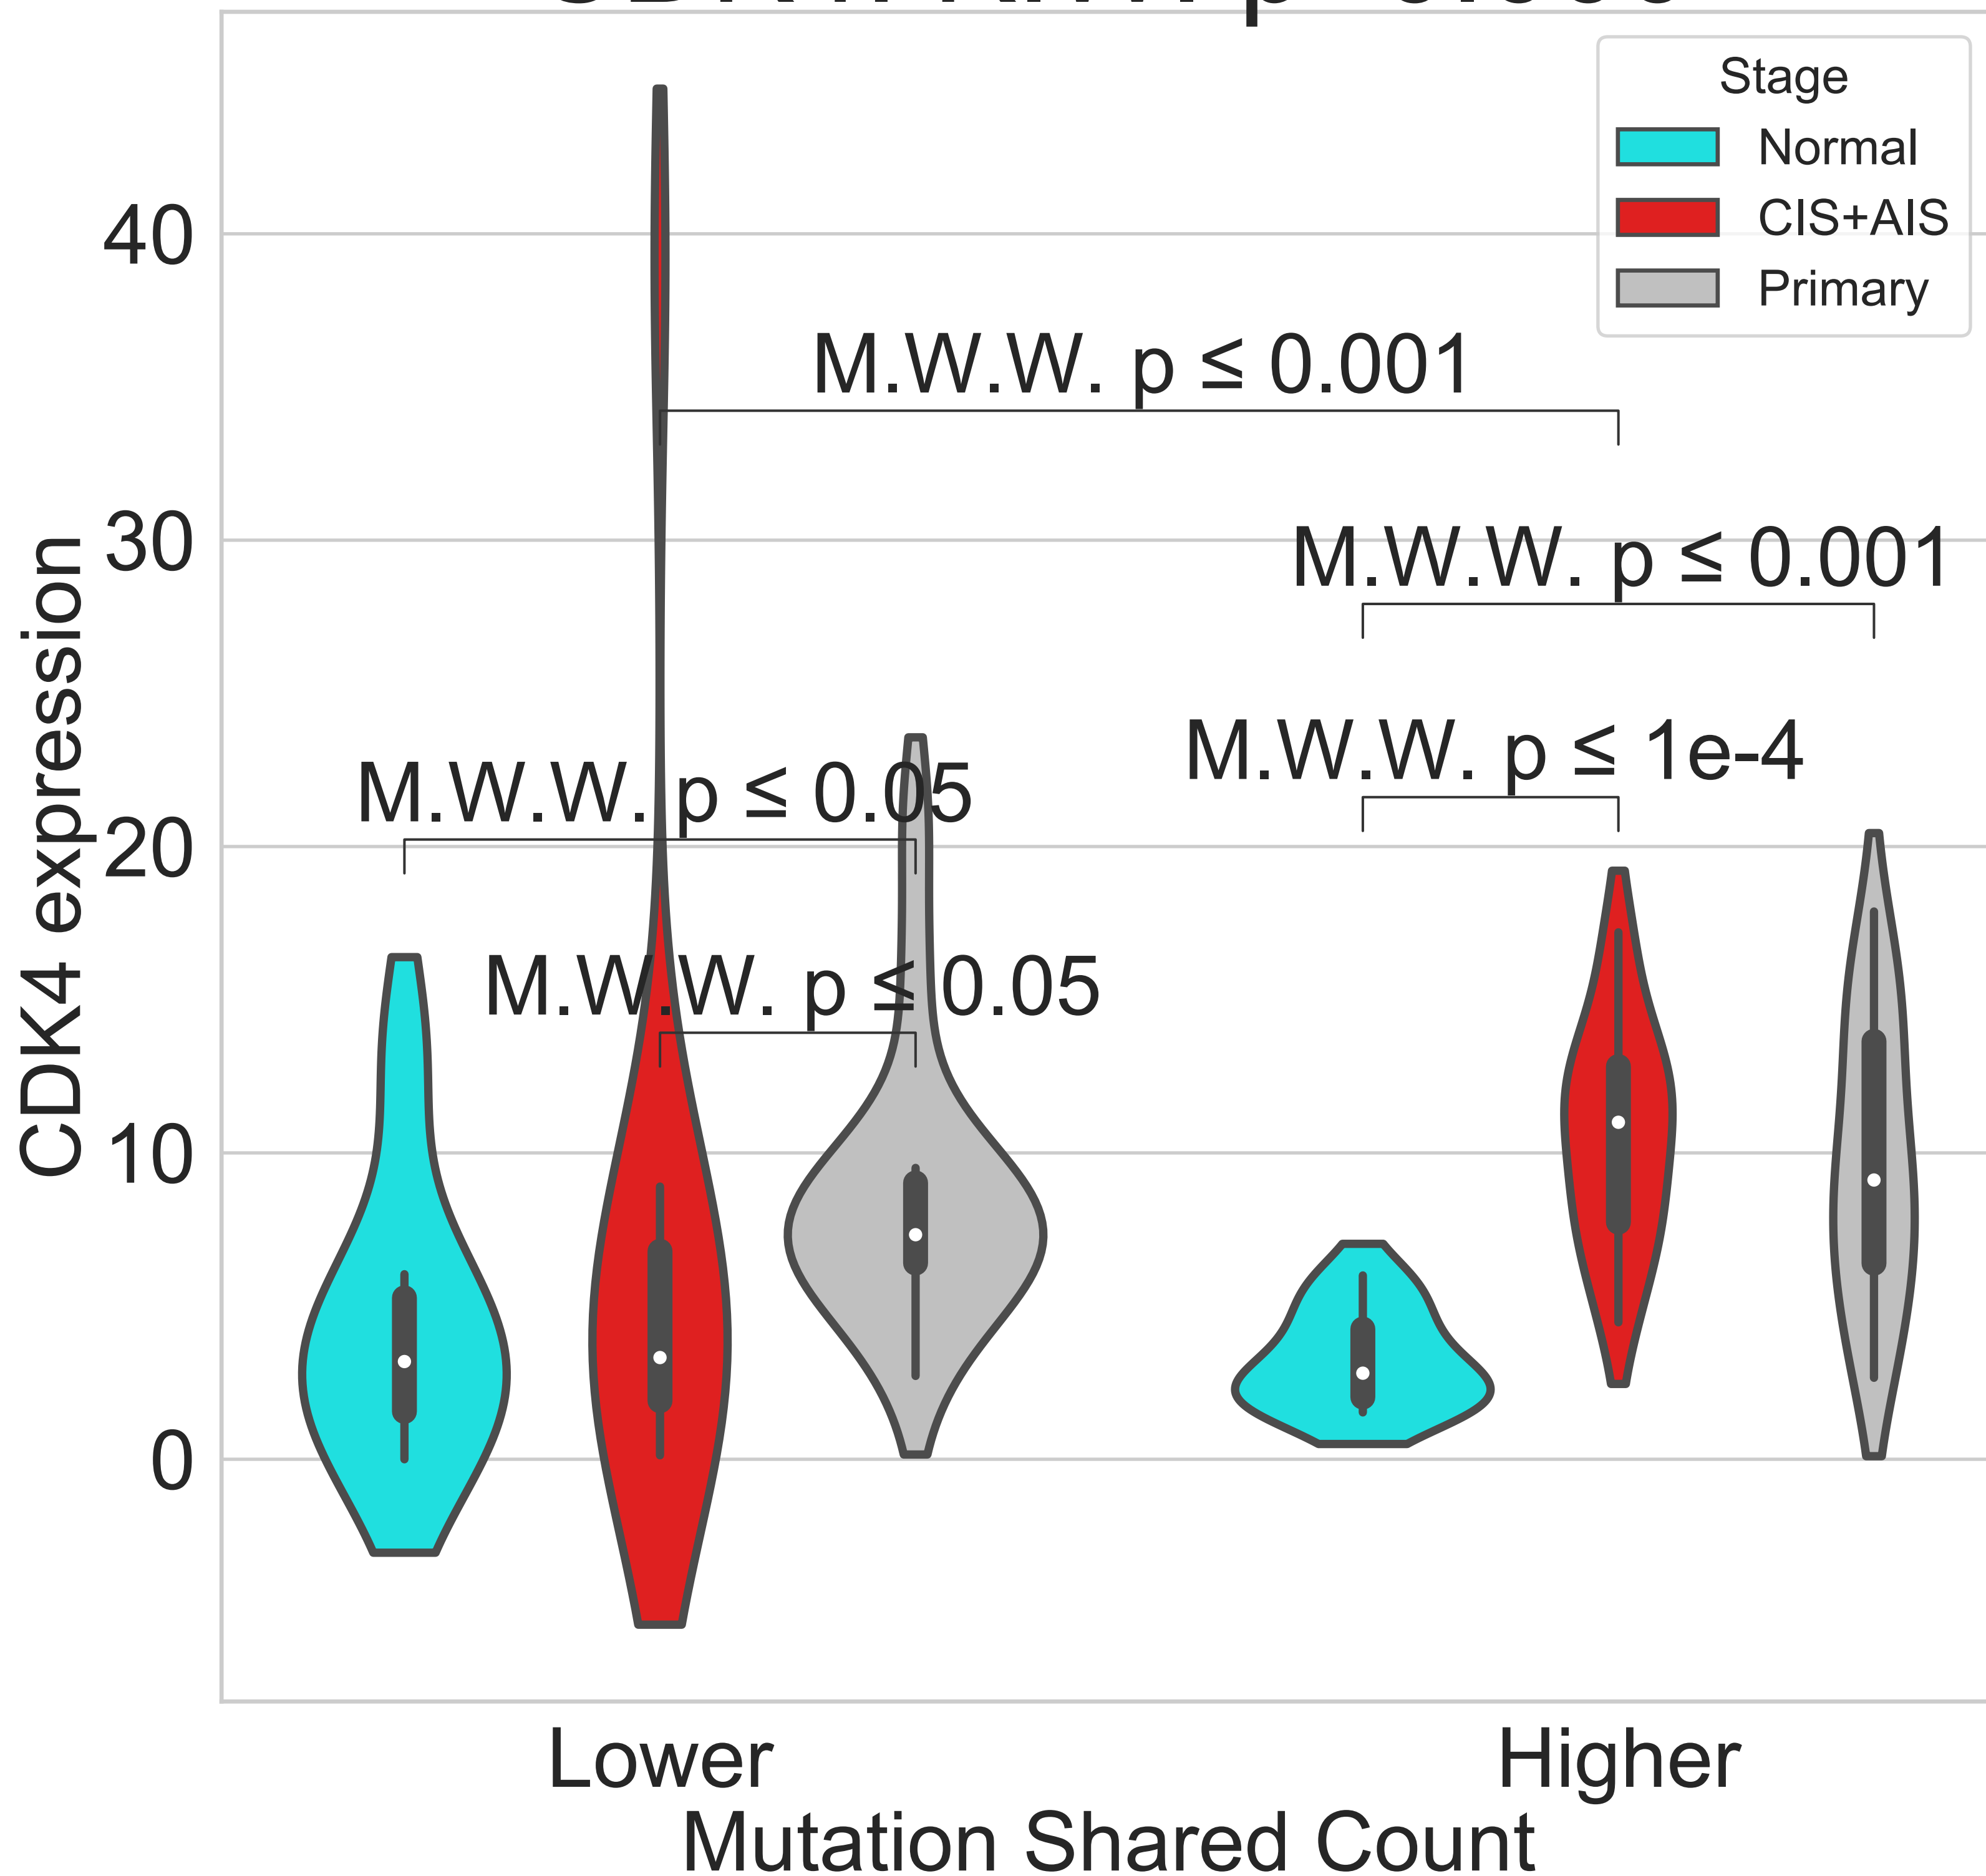 Stage
Normal
CIS+AIS
Primary
40
30
20
10
0
CDK4 expression
M.W.W. p ≤ 0.001
M.W.W. p ≤ 0.001
M.W.W. p ≤ 1e-4
M.W.W. p ≤ 0.05
M.W.W. p ≤ 0.05
Lower
Higher
Mutation Shared Count